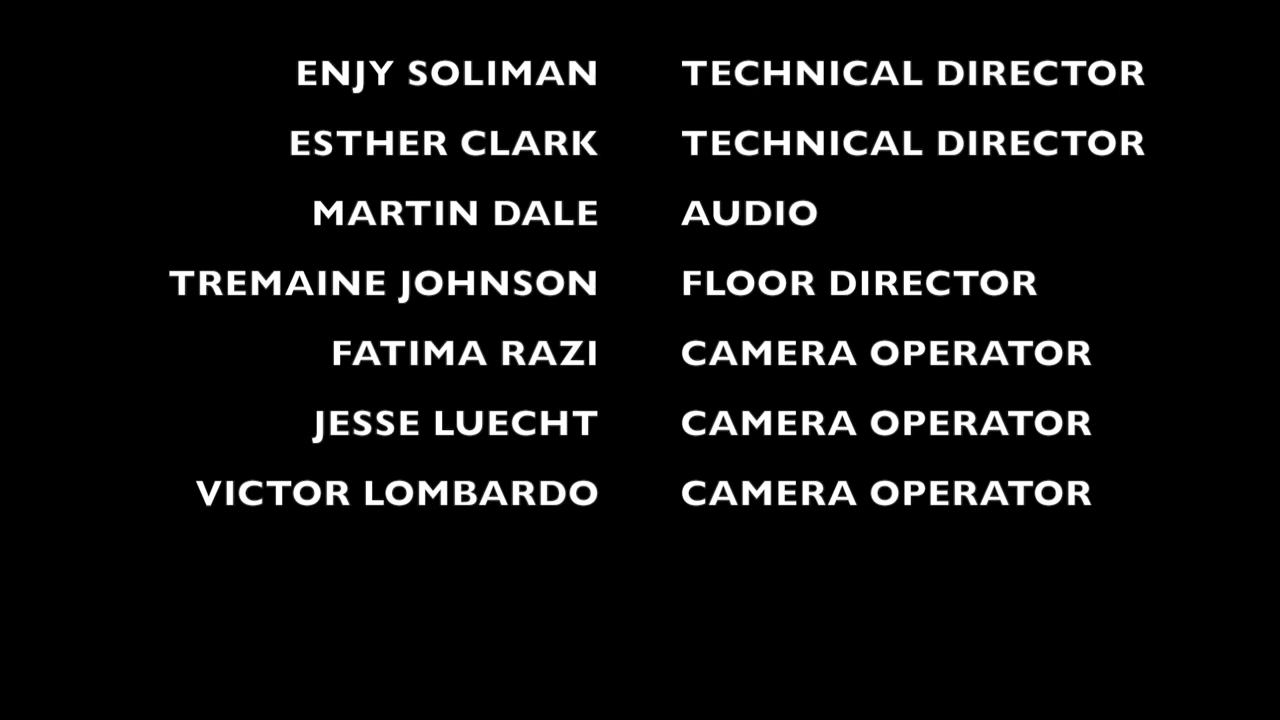 ENJY SOLIMAN TECHNICAL DIRECTOR
ESTHER CLARK TECHNICAL DIRECTOR
MARTIN DALE AUDIO
TREMAINE JOHNSON FLOOR DIRECTOR
FATIMA RAZI CAMERA OPERATOR
JESSE LUECHT CAMERA OPERATOR
VICTOR LOMBARDO CAMERA OPERATOR